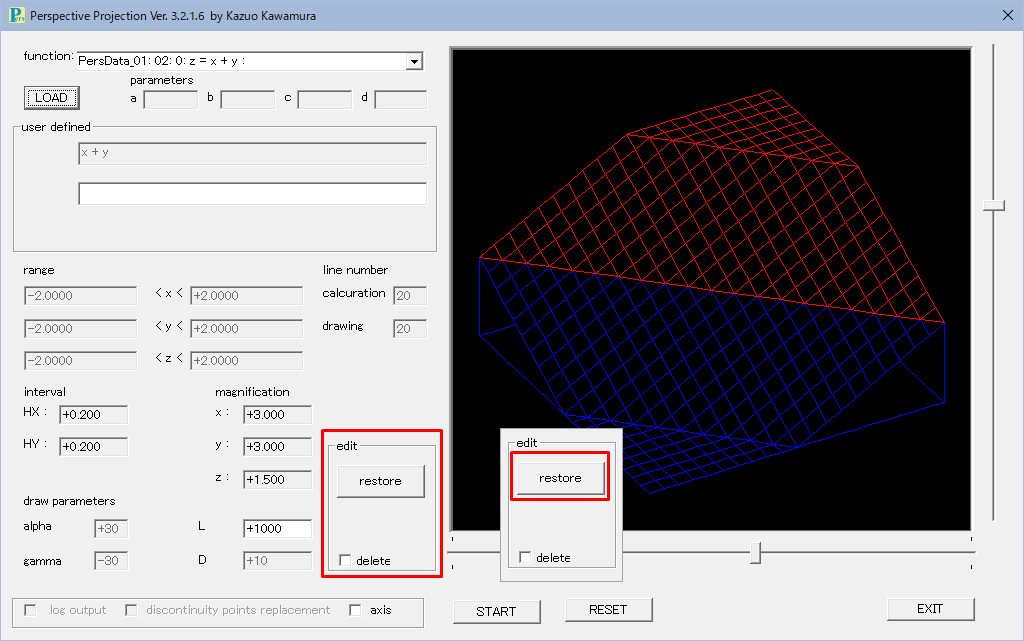 Perspective Projection Ver. 3.2.1.6 by Kazuo Kawamura
function: PersData_01: 02: 0: z = x + y :
parameters
LOAD a b c d
user defined
x + y
range line number
-2.0000 < x < +2.0000 calcuration 20
-2.0000 < y < +2.0000 drawing 20
-2.0000 < z < +2.0000
interval magnification
HX : +0.200 x : +3.000
HY : +0.200 y : +3.000 edit edit
z : +1.500 restore restore
draw parameters
alpha +30 L +1000
gamma -30 D +10 delete delete
log output discontinuity points replacement axis START RESET EXIT